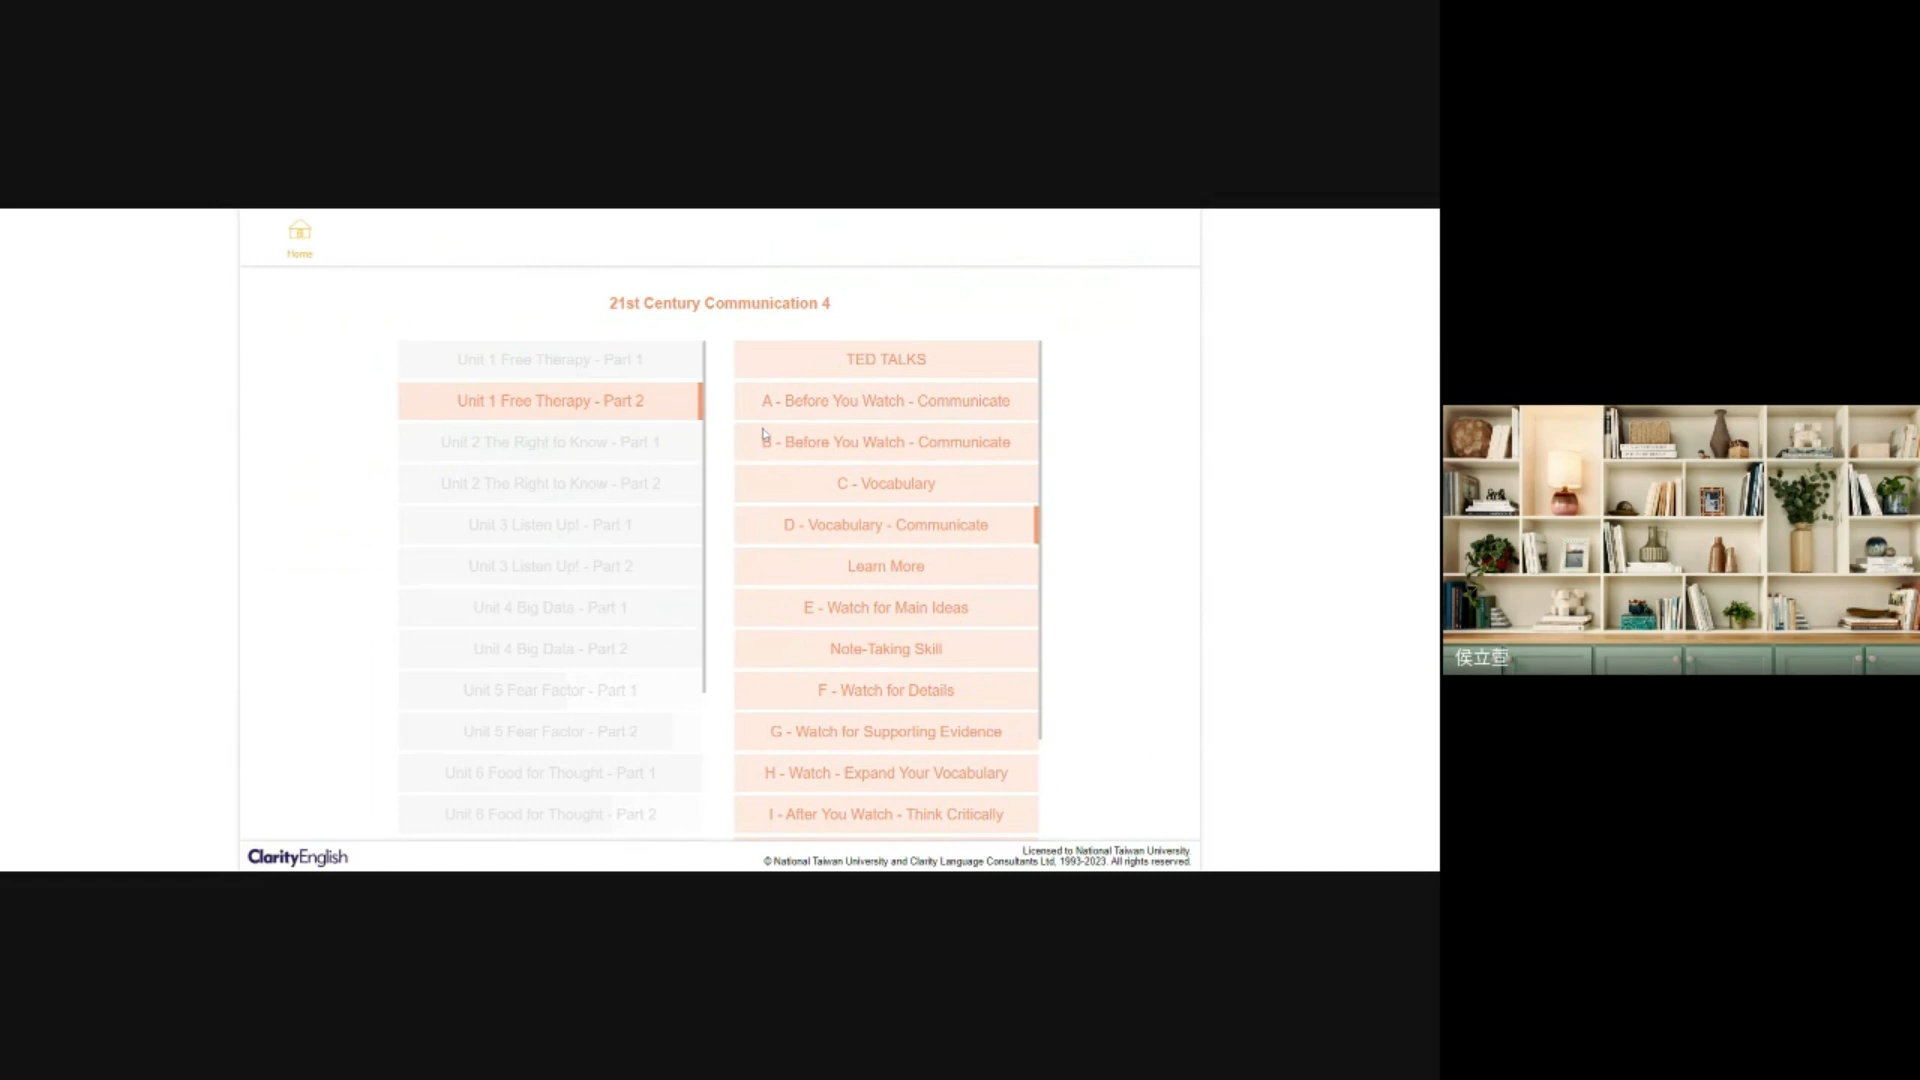 Home
21st Century Communication 4
Unit 1 Free Therapy - Part 1
Unit 1 Free Therapy - Part 2
Unit 2 The Right to Know - Part 1
Unit 2 The Right to Know - Part 2
Unit 3 Listen Up! - Part 1
Unit 3 Listen Up! - Part 2
Unit 4 Big Data - Part 1
Unit 4 Big Data - Part 2
Unit 5 Fear Factor - Part 1
Unit 5 Fear Factor - Part 2
Unit 6 Food for Thought - Part 1
Unit 6 Food for Thought - Part 2
TED TALKS
A - Before You Watch - Communicate
B - Before You Watch - Communicate
C - Vocabulary
D - Vocabulary - Communicate
Learn More
E - Watch for Main Ideas
Note-Taking Skill
F - Watch for Details
G - Watch for Supporting Evidence
H - Watch - Expand Your Vocabulary
I - After You Watch - Think Critically
ClarityEnglish
Licensed to National Taiwan University.
© National Taiwan University and Clarity Language Consultants Ltd, 1993-2023. All rights reserved.
侯立壹